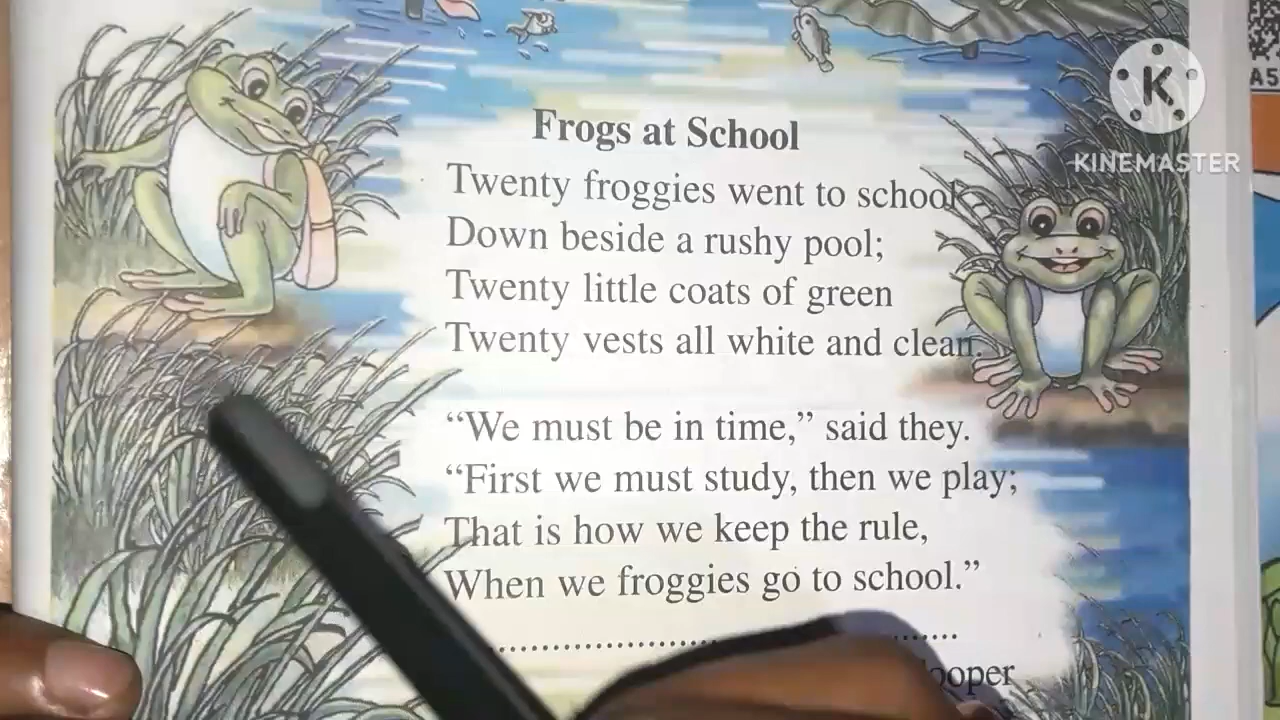 Frogs at School
Twenty froggies went to school
Down beside a rushy pool;
Twenty little coats of green
Twenty vests all white and clean.
“We must be in time,” said they.
“First we must study, then we play;
That is how we keep the rule,
When we froggies go to school.”
K
KINEMASTER
A5